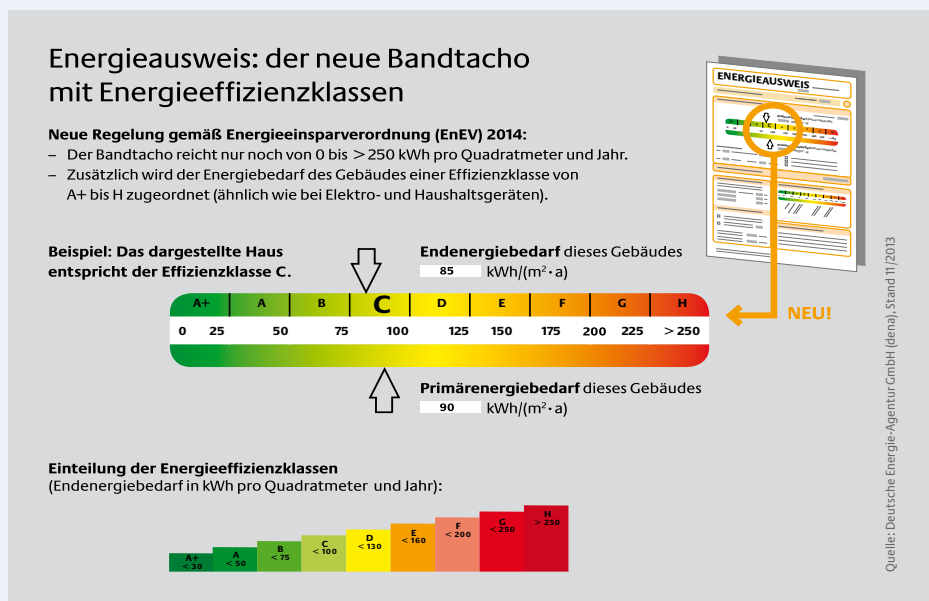 Energieausweis: der neue Bandtacho
mit Energieeffizienzklassen
ENERGIEAUSWEIS
Neue Regelung gemäß Energieeinsparverordnung (EnEV) 2014:
– Der Bandtacho reicht nur noch von 0 bis > 250 kWh pro Quadratmeter und Jahr.
– Zusätzlich wird der Energiebedarf des Gebäudes einer Effizienzklasse von
A+ bis H zugeordnet (ähnlich wie bei Elektro- und Haushaltsgeräten).
Beispiel: Das dargestellte Haus
entspricht der Effizienzklasse C.
Endenergiebedarf dieses Gebäudes
85 kWh/(m²·a)
A+ A B C D E F G H
0 25 50 75 100 125 150 175 200 225 > 250
NEU!
Primärenergiebedarf dieses Gebäudes
90 kWh/(m²·a)
Einteilung der Energieeffizienzklassen
(Endenergiebedarf in kWh pro Quadratmeter und Jahr):
A+
< 30
A
< 50
B
< 75
C
< 100
D
< 130
E
< 160
F
< 200
G
< 250
H
> 250
Quelle: Deutsche Energie-Agentur GmbH (dena), Stand 11/2013